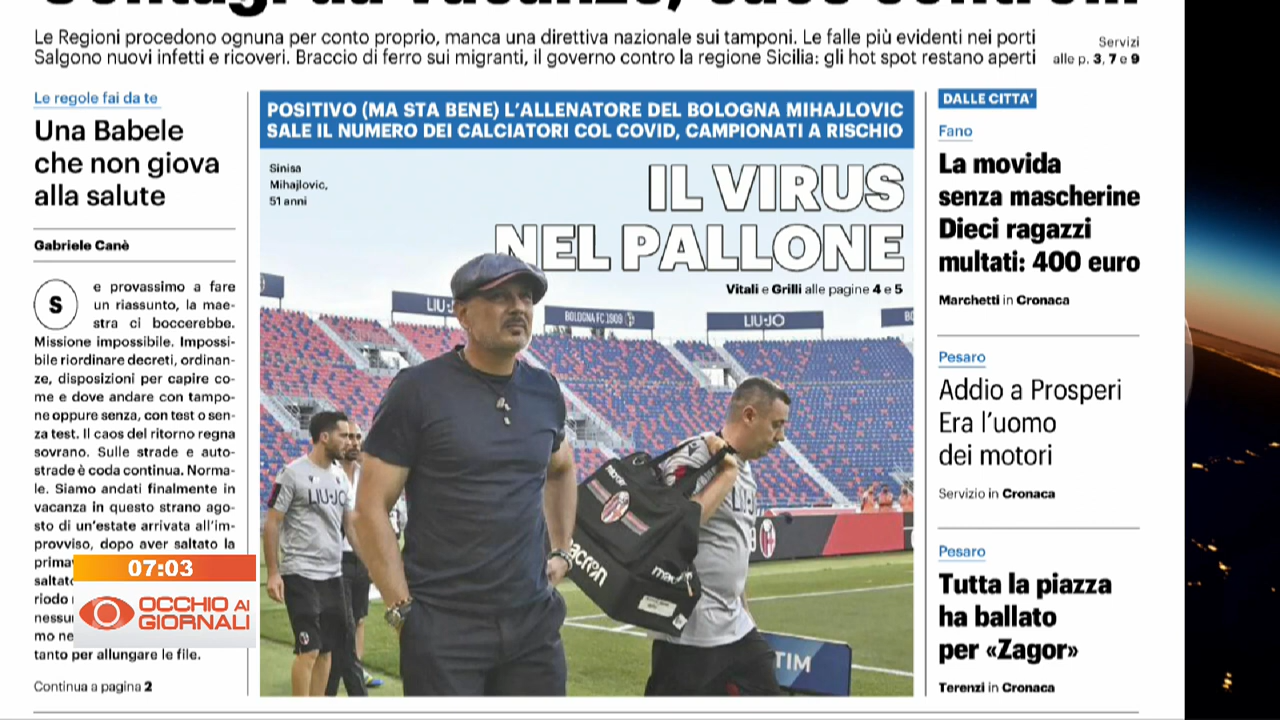 Le Regioni procedono ognuna per conto proprio, manca una direttiva nazionale sui tamponi. Le falle più evidenti nei porti
Salgono nuovi infetti e ricoveri. Braccio di ferro sui migranti, il governo contro la regione Sicilia: gli hot spot restano aperti
Servizi
alle p. 3, 7 e 9
Le regole fai da te
Una Babele
che non giova
alla salute
Gabriele Canè
S
e provassimo a fare
un riassunto, la mae-
stra ci boccerebbe.
Missione impossibile. Impossi-
bile riordinare decreti, ordinan-
ze, disposizioni per capire co-
me e dove andare con tampo-
ne oppure senza, con test o sen-
za test. Il caos del ritorno regna
sovrano. Sulle strade e auto-
strade è coda continua. Norma-
le. Siamo andati finalmente in
vacanza in questo strano ago-
sto di un'estate arrivata all'im-
provviso, dopo aver saltato la
tanto per allungare le file.
Continua a pagina 2
07:03
OCCHIO AI
GIORNALI
POSITIVO (MA STA BENE) L'ALLENATORE DEL BOLOGNA MIHAJLOVIC
SALE IL NUMERO DEI CALCIATORI COL COVID, CAMPIONATI A RISCHIO
Sinisa
Mihajlovic,
51 anni
IL VIRUS
NEL PALLONE
Vitali e Grilli alle pagine 4 e 5
LIU·J
BOLOGNA FC 1909
LIU·JO
LIU·JO
macron
TIM
DALLE CITTA'
Fano
La movida
senza mascherine
Dieci ragazzi
multati: 400 euro
Marchetti in Cronaca
Pesaro
Addio a Prosperi
Era l'uomo
dei motori
Servizio in Cronaca
Pesaro
Tutta la piazza
ha ballato
per «Zagor»
Terenzi in Cronaca